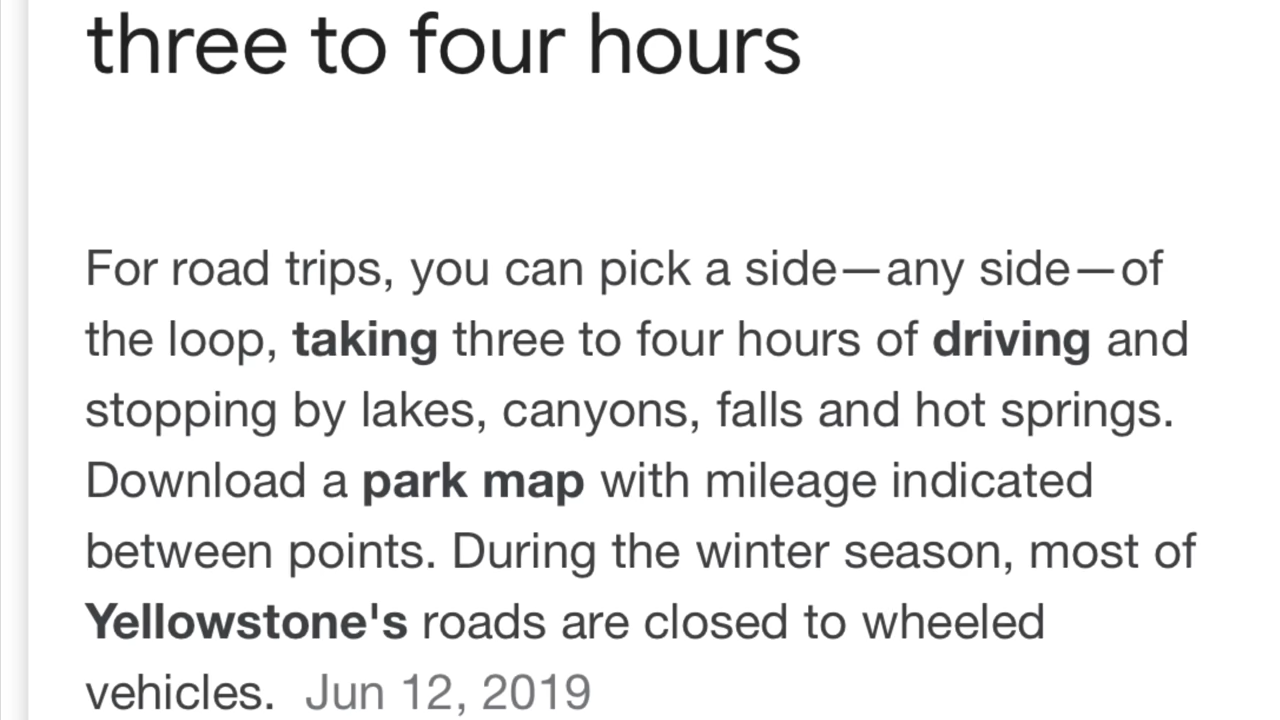 three to four hours
For road trips, you can pick a side—any side—of
the loop, taking three to four hours of driving and
stopping by lakes, canyons, falls and hot springs.
Download a park map with mileage indicated
between points. During the winter season, most of
Yellowstone's roads are closed to wheeled
vehicles. Jun 12, 2019